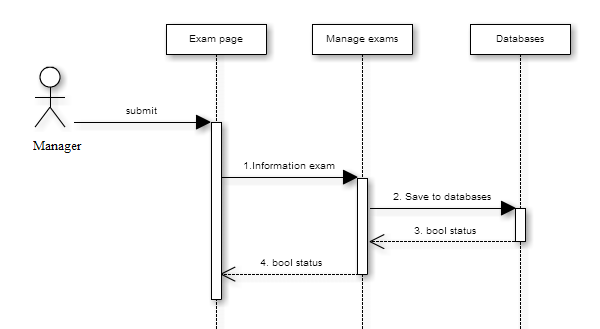 Exam page
Manage exams
Databases
submit
Manager
1.Information exam
2. Save to databases
3. bool status
4. bool status